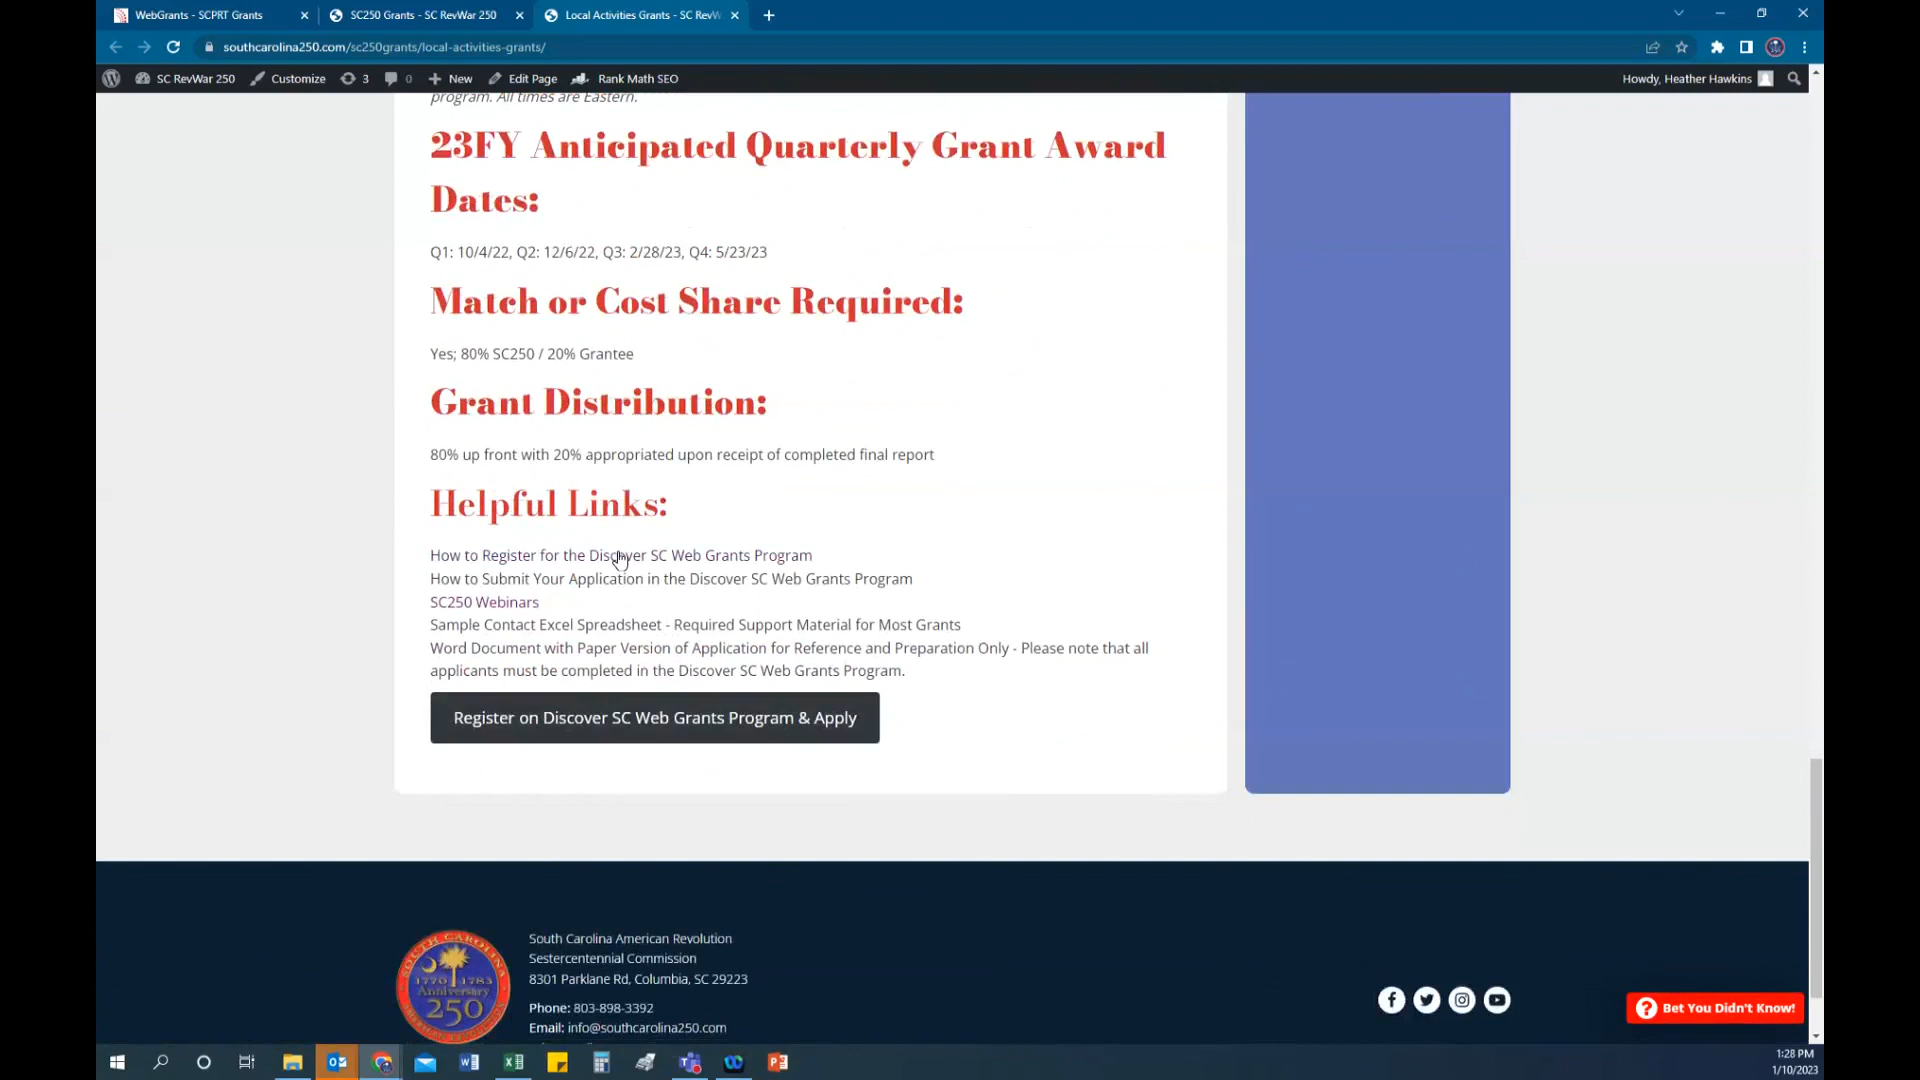 WebGrants - SCPRT Grants
SC250 Grants - SC RevWar 250
Local Activities Grants - SC RevW
southcarolina250.com/sc250grants/local-activities-grants/
SC RevWar 250
Customize
3
0
New
Edit Page
Rank Math SEO
Howdy, Heather Hawkins
program. All times are Eastern.
23FY Anticipated Quarterly Grant Award
Dates:
Q1: 10/4/22, Q2: 12/6/22, Q3: 2/28/23, Q4: 5/23/23
Match or Cost Share Required:
Yes; 80% SC250 / 20% Grantee
Grant Distribution:
80% up front with 20% appropriated upon receipt of completed final report
Helpful Links:
How to Register for the Discover SC Web Grants Program
How to Submit Your Application in the Discover SC Web Grants Program
SC250 Webinars
Sample Contact Excel Spreadsheet - Required Support Material for Most Grants
Word Document with Paper Version of Application for Reference and Preparation Only - Please note that all
applicants must be completed in the Discover SC Web Grants Program.
Register on Discover SC Web Grants Program & Apply
SOUTH CAROLINA
1770 1783
Anniversary
250
South Carolina American Revolution
Sestercentennial Commission
8301 Parklane Rd, Columbia, SC 29223
Phone: 803-898-3392
Email: info@southcarolina250.com
Bet You Didn't Know!
1:28 PM
1/10/2023